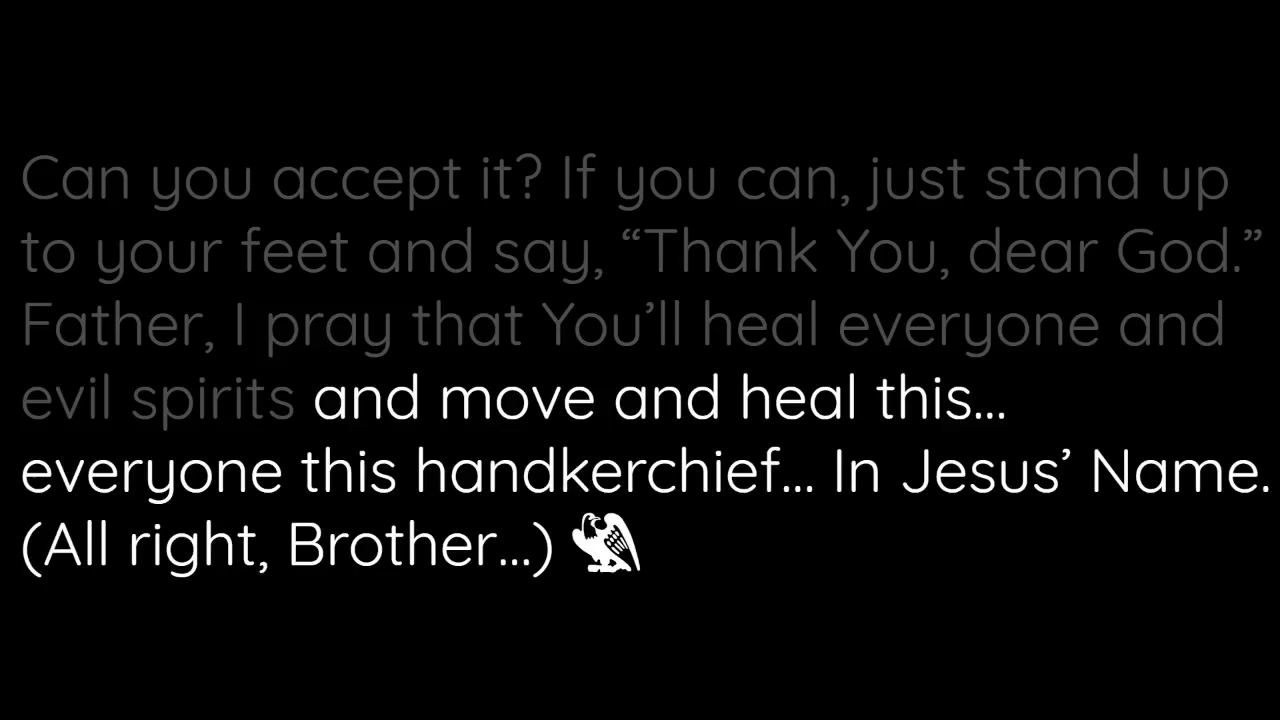 Can you accept it? If you can, just stand up
to your feet and say, “Thank You, dear God.”
Father, I pray that You’ll heal everyone and
evil spirits and move and heal this...
everyone this handkerchief... In Jesus’ Name.
(All right, Brother...)